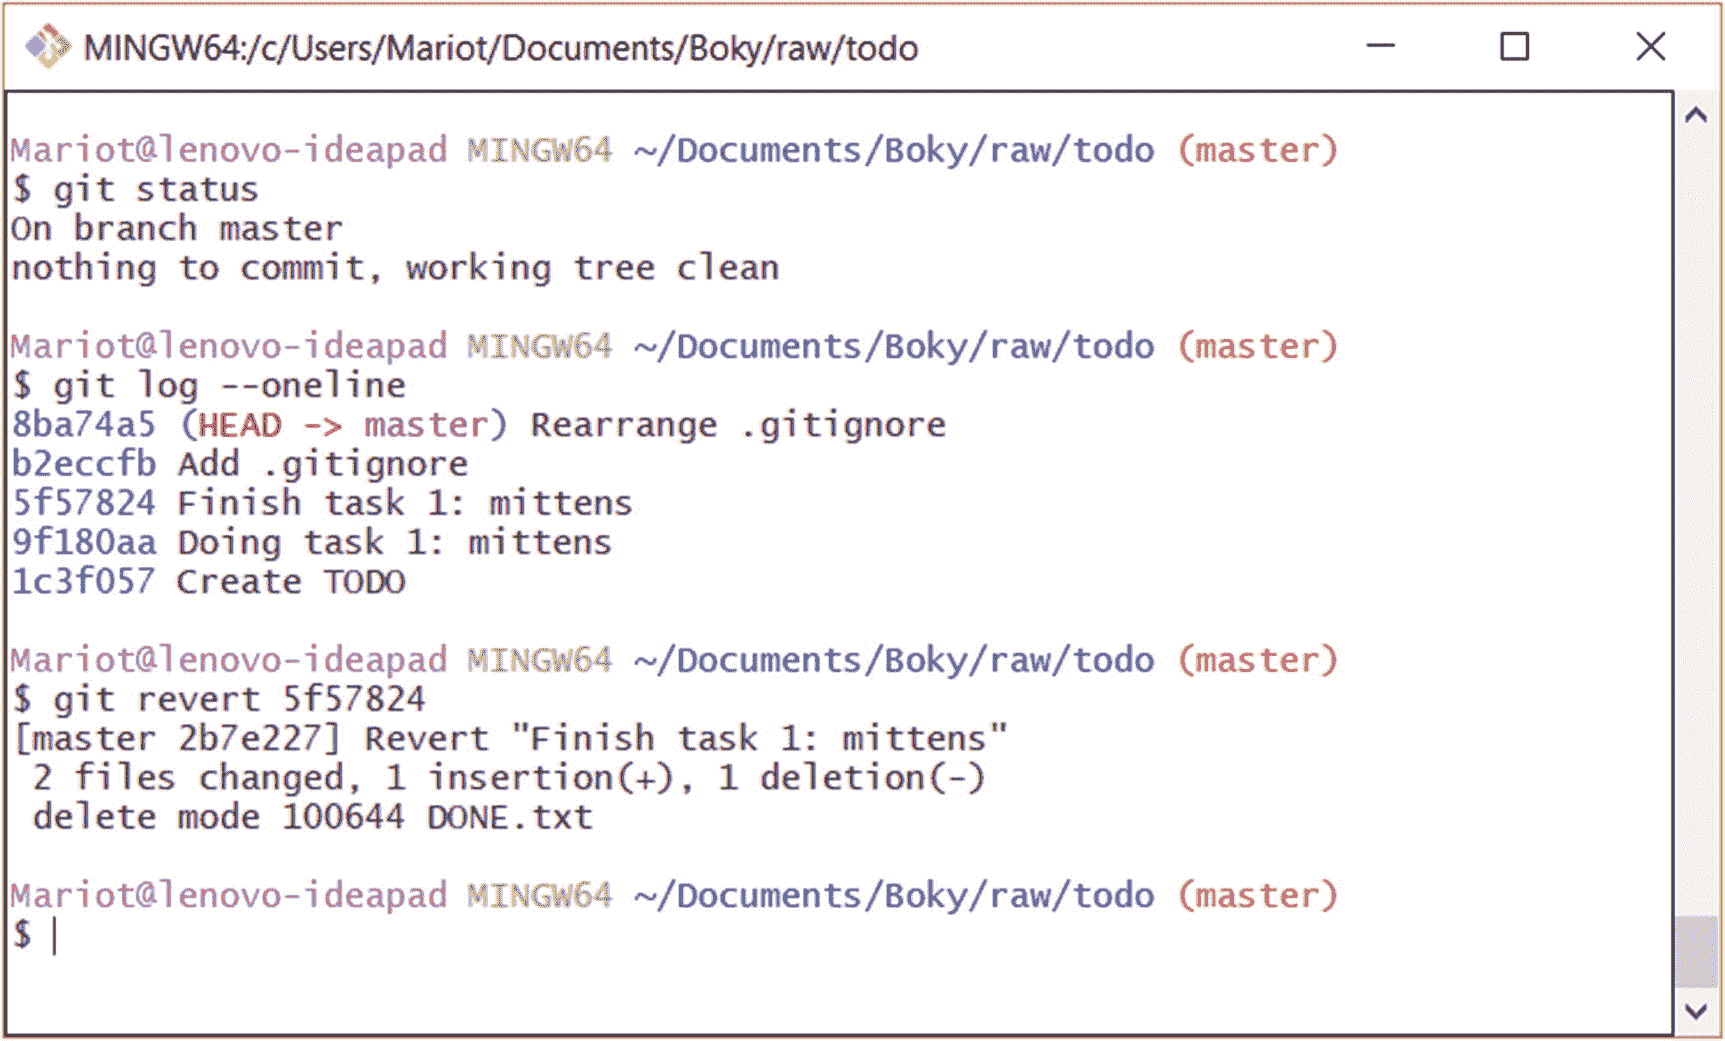 MINGW64:/c/Users/Mariot/Documents/Boky/raw/todo
Mariot@lenovo-ideapad MINGW64 ~/Documents/Boky/raw/todo (master)
$ git status
On branch master
nothing to commit, working tree clean
Mariot@lenovo-ideapad MINGW64 ~/Documents/Boky/raw/todo (master)
$ git log --oneline
8ba74a5 (HEAD -> master) Rearrange .gitignore
b2eccfb Add .gitignore
5f57824 Finish task 1: mittens
9f180aa Doing task 1: mittens
1c3f057 Create TODO
Mariot@lenovo-ideapad MINGW64 ~/Documents/Boky/raw/todo (master)
$ git revert 5f57824
[master 2b7e227] Revert "Finish task 1: mittens"
 2 files changed, 1 insertion(+), 1 deletion(-)
 delete mode 100644 DONE.txt
Mariot@lenovo-ideapad MINGW64 ~/Documents/Boky/raw/todo (master)
$